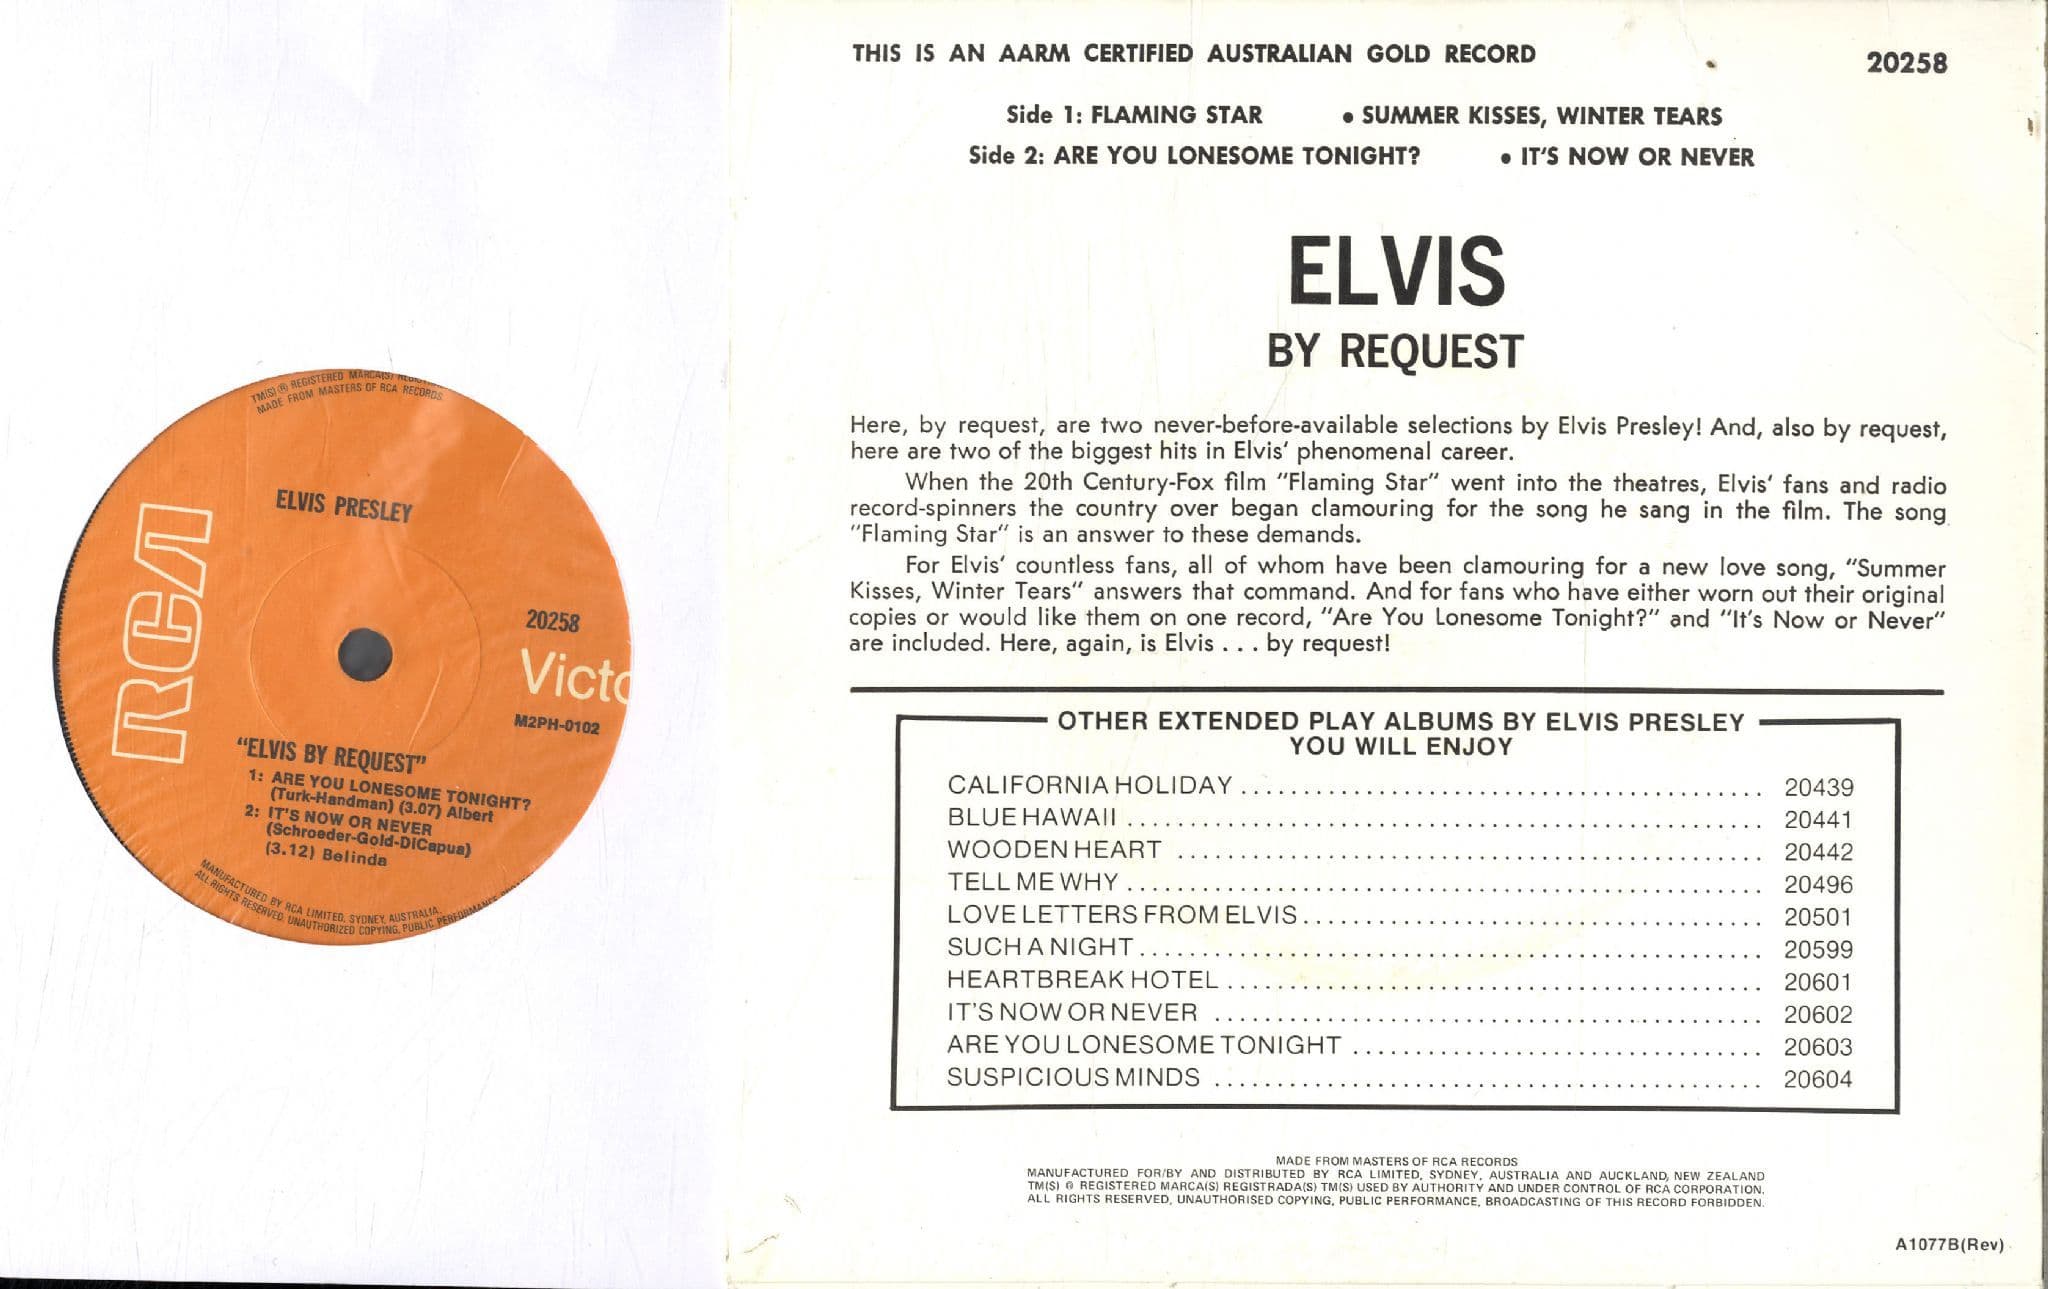 TM(S) ® REGISTERED MARCA(S)
MADE FROM MASTERS OF RCA RECORDS.
ELVIS PRESLEY
RCA
20258
Victo
M2PH-0102
"ELVIS BY REQUEST"
1: ARE YOU LONESOME TONIGHT?
(Turk-Handman) (3.07) Albert
2: IT'S NOW OR NEVER
(Schroeder-Gold-DiCapua)
(3.12) Belinda
MANUFACTURED BY RCA LIMITED, SYDNEY, AUSTRALIA.
ALL RIGHTS RESERVED. UNAUTHORIZED COPYING, PUBLIC PERFORMANCE,
THIS IS AN AARM CERTIFIED AUSTRALIAN GOLD RECORD 20258
Side 1: FLAMING STAR • SUMMER KISSES, WINTER TEARS
Side 2: ARE YOU LONESOME TONIGHT? • IT'S NOW OR NEVER
ELVIS
BY REQUEST
Here, by request, are two never-before-available selections by Elvis Presley! And, also by request,
here are two of the biggest hits in Elvis' phenomenal career.
When the 20th Century-Fox film "Flaming Star" went into the theatres, Elvis' fans and radio
record-spinners the country over began clamouring for the song he sang in the film. The song
"Flaming Star" is an answer to these demands.
For Elvis' countless fans, all of whom have been clamouring for a new love song, "Summer
Kisses, Winter Tears" answers that command. And for fans who have either worn out their original
copies or would like them on one record, "Are You Lonesome Tonight?" and "It's Now or Never"
are included. Here, again, is Elvis . . . by request!
OTHER EXTENDED PLAY ALBUMS BY ELVIS PRESLEY
YOU WILL ENJOY
CALIFORNIA HOLIDAY 20439
BLUE HAWAII 20441
WOODEN HEART 20442
TELL ME WHY 20496
LOVE LETTERS FROM ELVIS 20501
SUCH A NIGHT 20599
HEARTBREAK HOTEL 20601
IT'S NOW OR NEVER 20602
ARE YOU LONESOME TONIGHT 20603
SUSPICIOUS MINDS 20604
MADE FROM MASTERS OF RCA RECORDS
MANUFACTURED FOR/BY AND DISTRIBUTED BY RCA LIMITED, SYDNEY, AUSTRALIA AND AUCKLAND, NEW ZEALAND
TM(S) ® REGISTERED MARCA(S) REGISTRADA(S) TM(S) USED BY AUTHORITY AND UNDER CONTROL OF RCA CORPORATION.
ALL RIGHTS RESERVED, UNAUTHORISED COPYING, PUBLIC PERFORMANCE, BROADCASTING OF THIS RECORD FORBIDDEN.
A1077B(Rev)